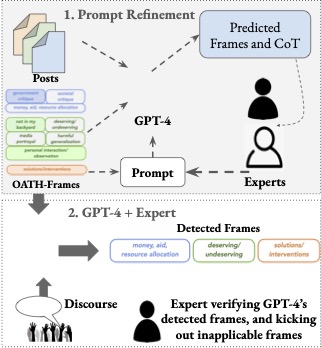 1. Prompt Refinement
Posts
Predicted
Frames and CoT
government
critique
societal
critique
money, aid, resource allocation
not in my
backyard
deserving/
undeserving
media
portrayal
harmful
generalization
personal interaction/
observation
solutions/interventions
OATH-Frames
GPT-4
Prompt
Experts
2. GPT-4 + Expert
Detected Frames
money, aid,
resource allocation
deserving/
undeserving
solutions/
interventions
Discourse
Expert verifying GPT-4's
detected frames, and kicking
out inapplicable frames